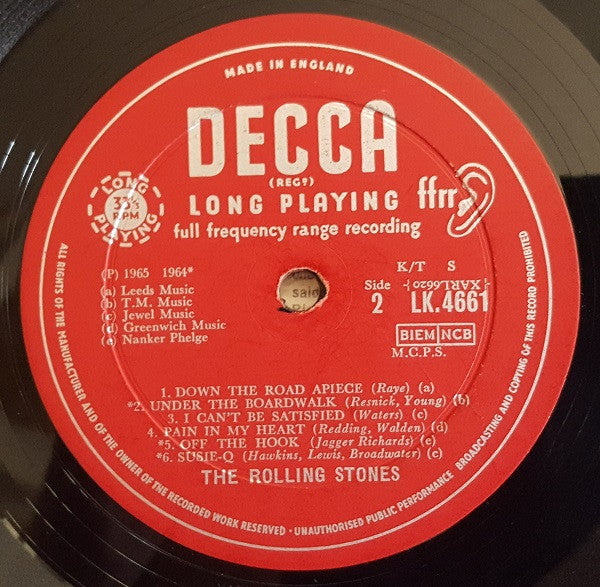 MADE IN ENGLAND
DECCA
(REGD)
LONG PLAYING
ffrr
full frequency range recording
LONG PLAYING
33⅓ RPM
(P) 1965 1964*
(a) Leeds Music
(b) T.M. Music
(c) Jewel Music
(d) Greenwich Music
(e) Nanker Phelge
said
K/T S
XARL6620
Side 2
LK.4661
BIEM NCB
M.C.P.S.
1. DOWN THE ROAD APIECE (Raye) (a)
*2. UNDER THE BOARDWALK (Resnick, Young) (b)
3. I CAN'T BE SATISFIED (Waters) (c)
4. PAIN IN MY HEART (Redding, Walden) (d)
*5. OFF THE HOOK (Jagger Richards) (e)
*6. SUSIE-Q (Hawkins, Lewis, Broadwater) (c)
THE ROLLING STONES
ALL RIGHTS OF THE MANUFACTURER AND OF THE OWNER OF THE RECORDED WORK RESERVED · UNAUTHORISED PUBLIC PERFORMANCE BROADCASTING AND COPYING OF THIS RECORD PROHIBITED